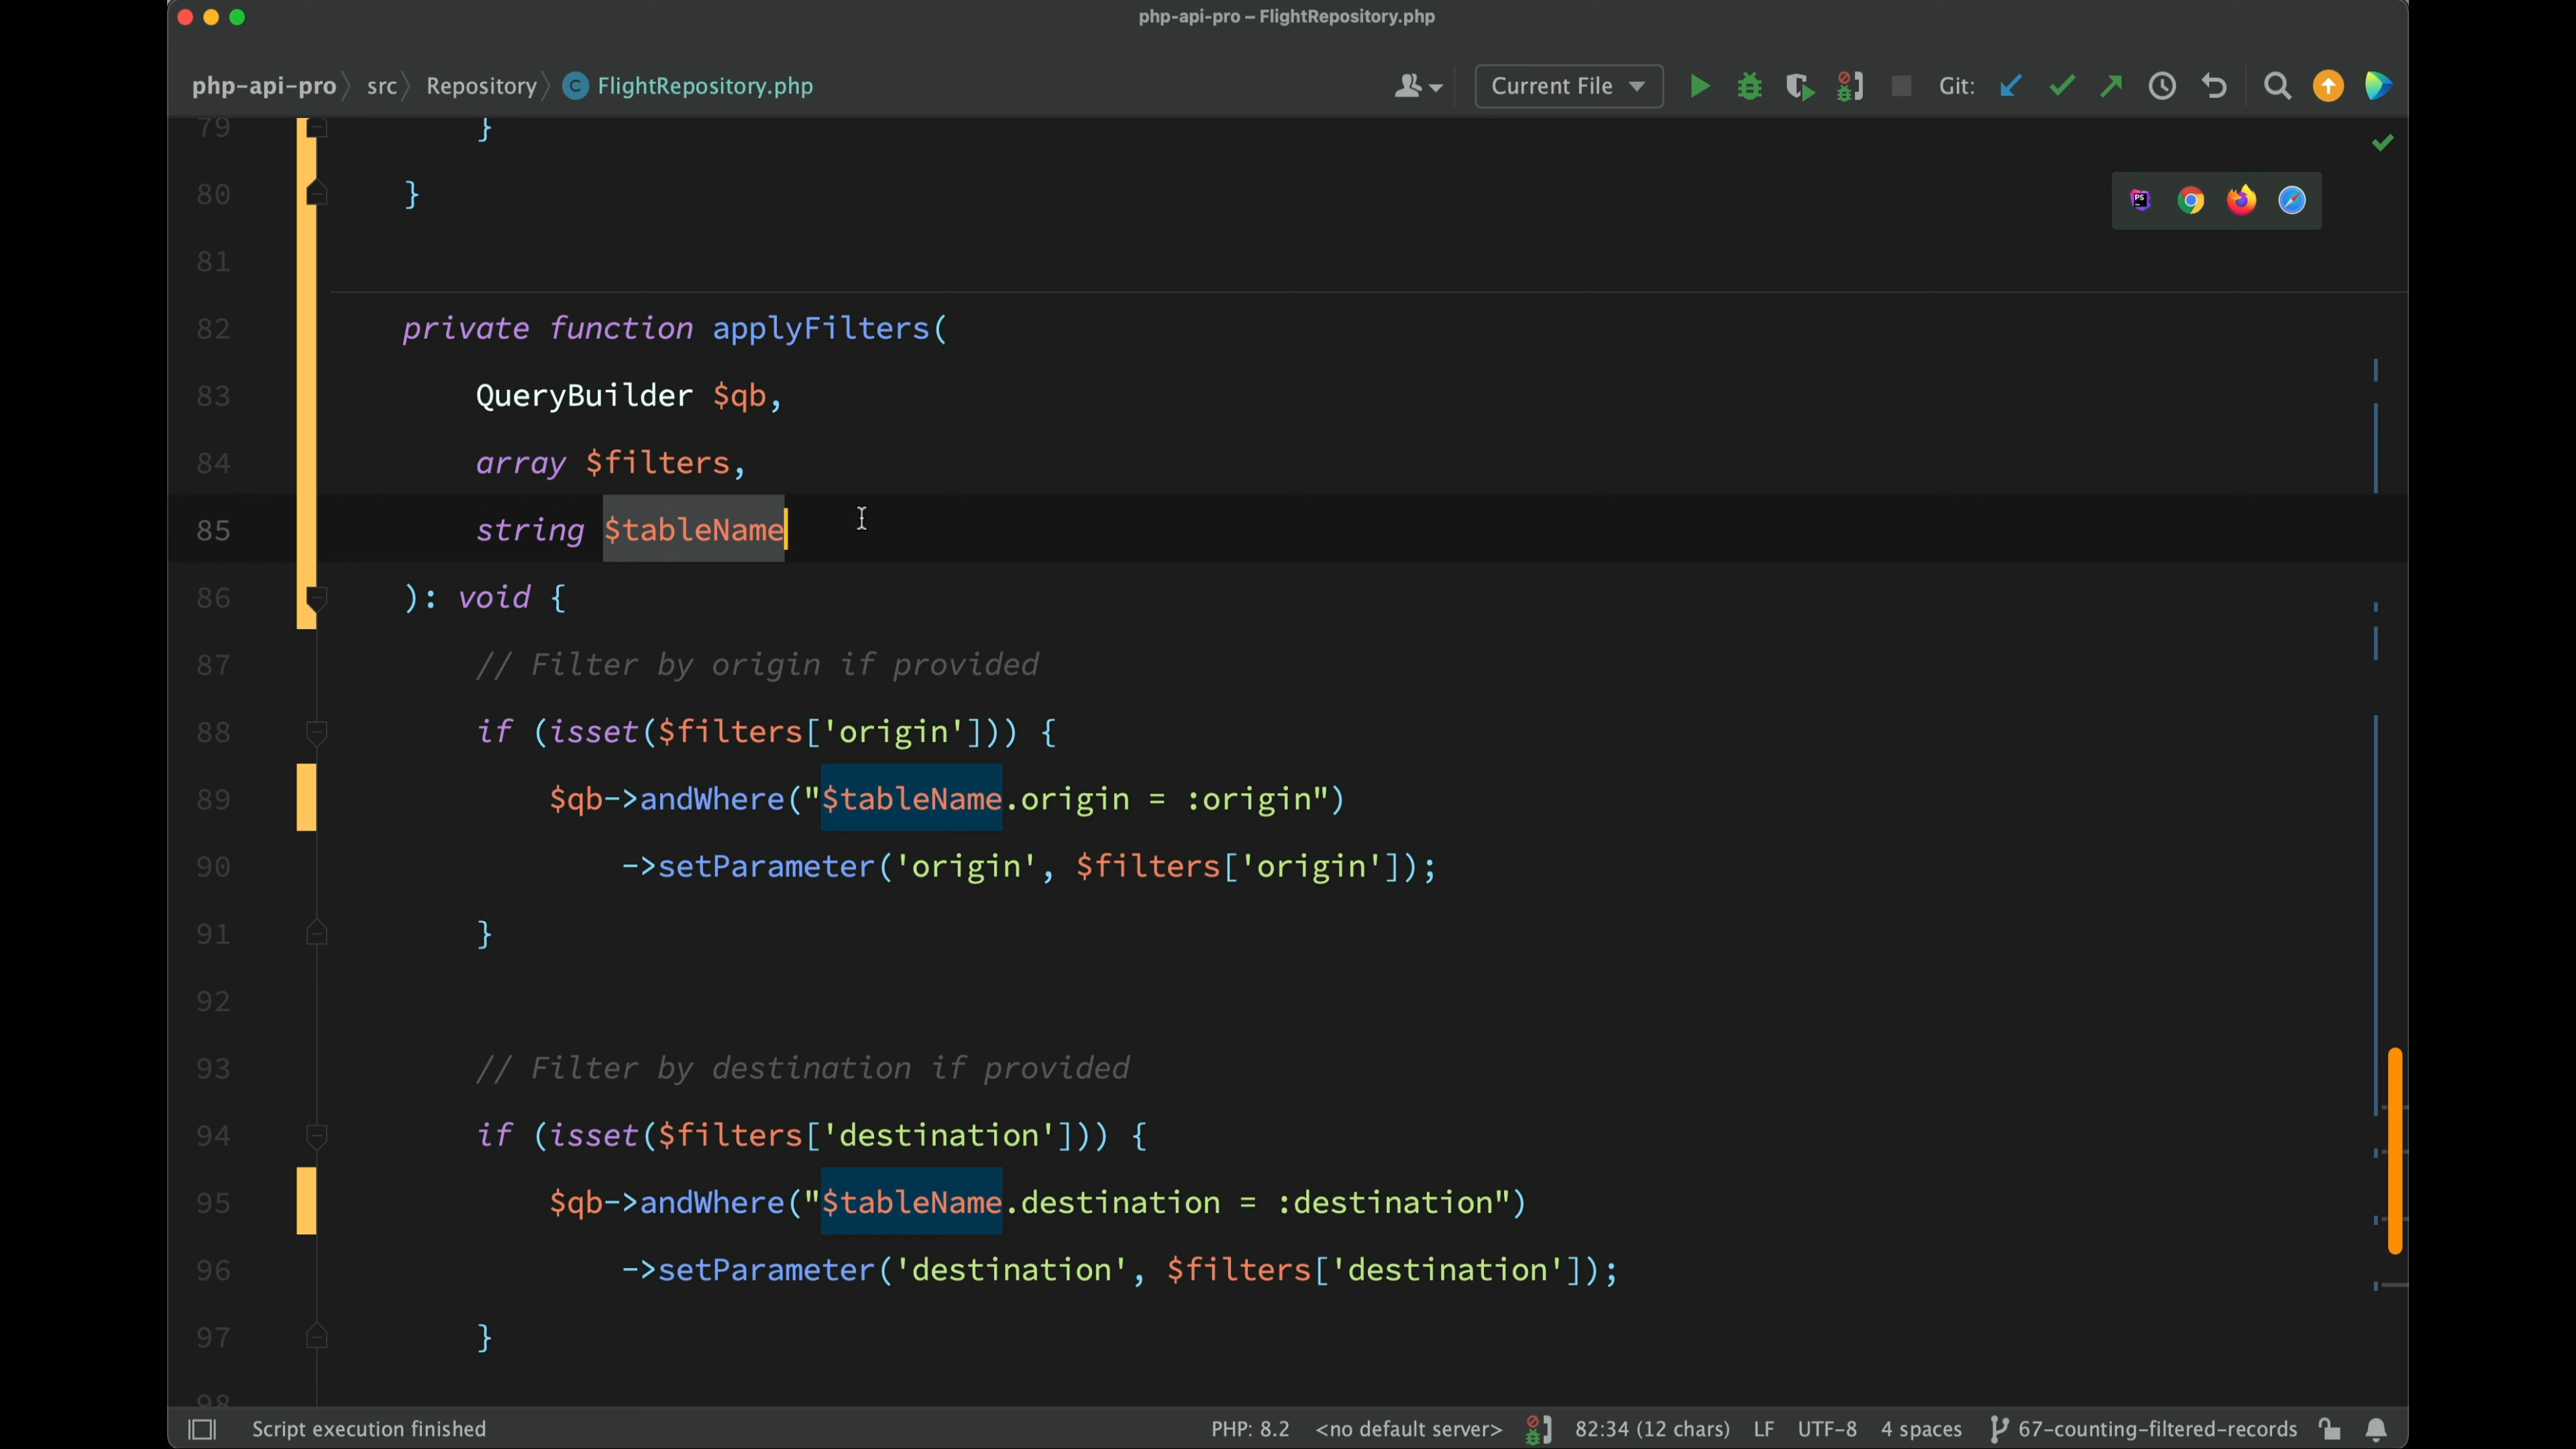 php-api-pro – FlightRepository.php
php-api-pro src Repository C FlightRepository.php Current File Git:
79 }
80 }
81
82 private function applyFilters(
83 QueryBuilder $qb,
84 array $filters,
85 string $tableName
86 ): void {
87 // Filter by origin if provided
88 if (isset($filters['origin'])) {
89 $qb->andWhere("$tableName.origin = :origin")
90 ->setParameter('origin', $filters['origin']);
91 }
92
93 // Filter by destination if provided
94 if (isset($filters['destination'])) {
95 $qb->andWhere("$tableName.destination = :destination")
96 ->setParameter('destination', $filters['destination']);
97 }
98
Script execution finished PHP: 8.2 <no default server> 82:34 (12 chars) LF UTF-8 4 spaces 67-counting-filtered-records